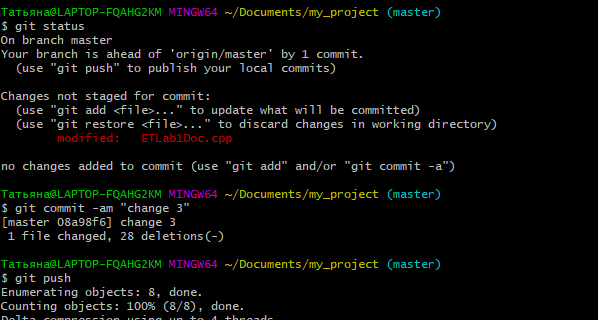 Татьяна@LAPTOP-FQAHG2KM MINGW64 ~/Documents/my_project (master)
$ git status
On branch master
Your branch is ahead of 'origin/master' by 1 commit.
  (use "git push" to publish your local commits)

Changes not staged for commit:
  (use "git add <file>..." to update what will be committed)
  (use "git restore <file>..." to discard changes in working directory)
        modified:   ETLab1Doc.cpp

no changes added to commit (use "git add" and/or "git commit -a")

Татьяна@LAPTOP-FQAHG2KM MINGW64 ~/Documents/my_project (master)
$ git commit -am "change 3"
[master 08a98f6] change 3
 1 file changed, 28 deletions(-)

Татьяна@LAPTOP-FQAHG2KM MINGW64 ~/Documents/my_project (master)
$ git push
Enumerating objects: 8, done.
Counting objects: 100% (8/8), done.
Delta compression using up to 4 threads